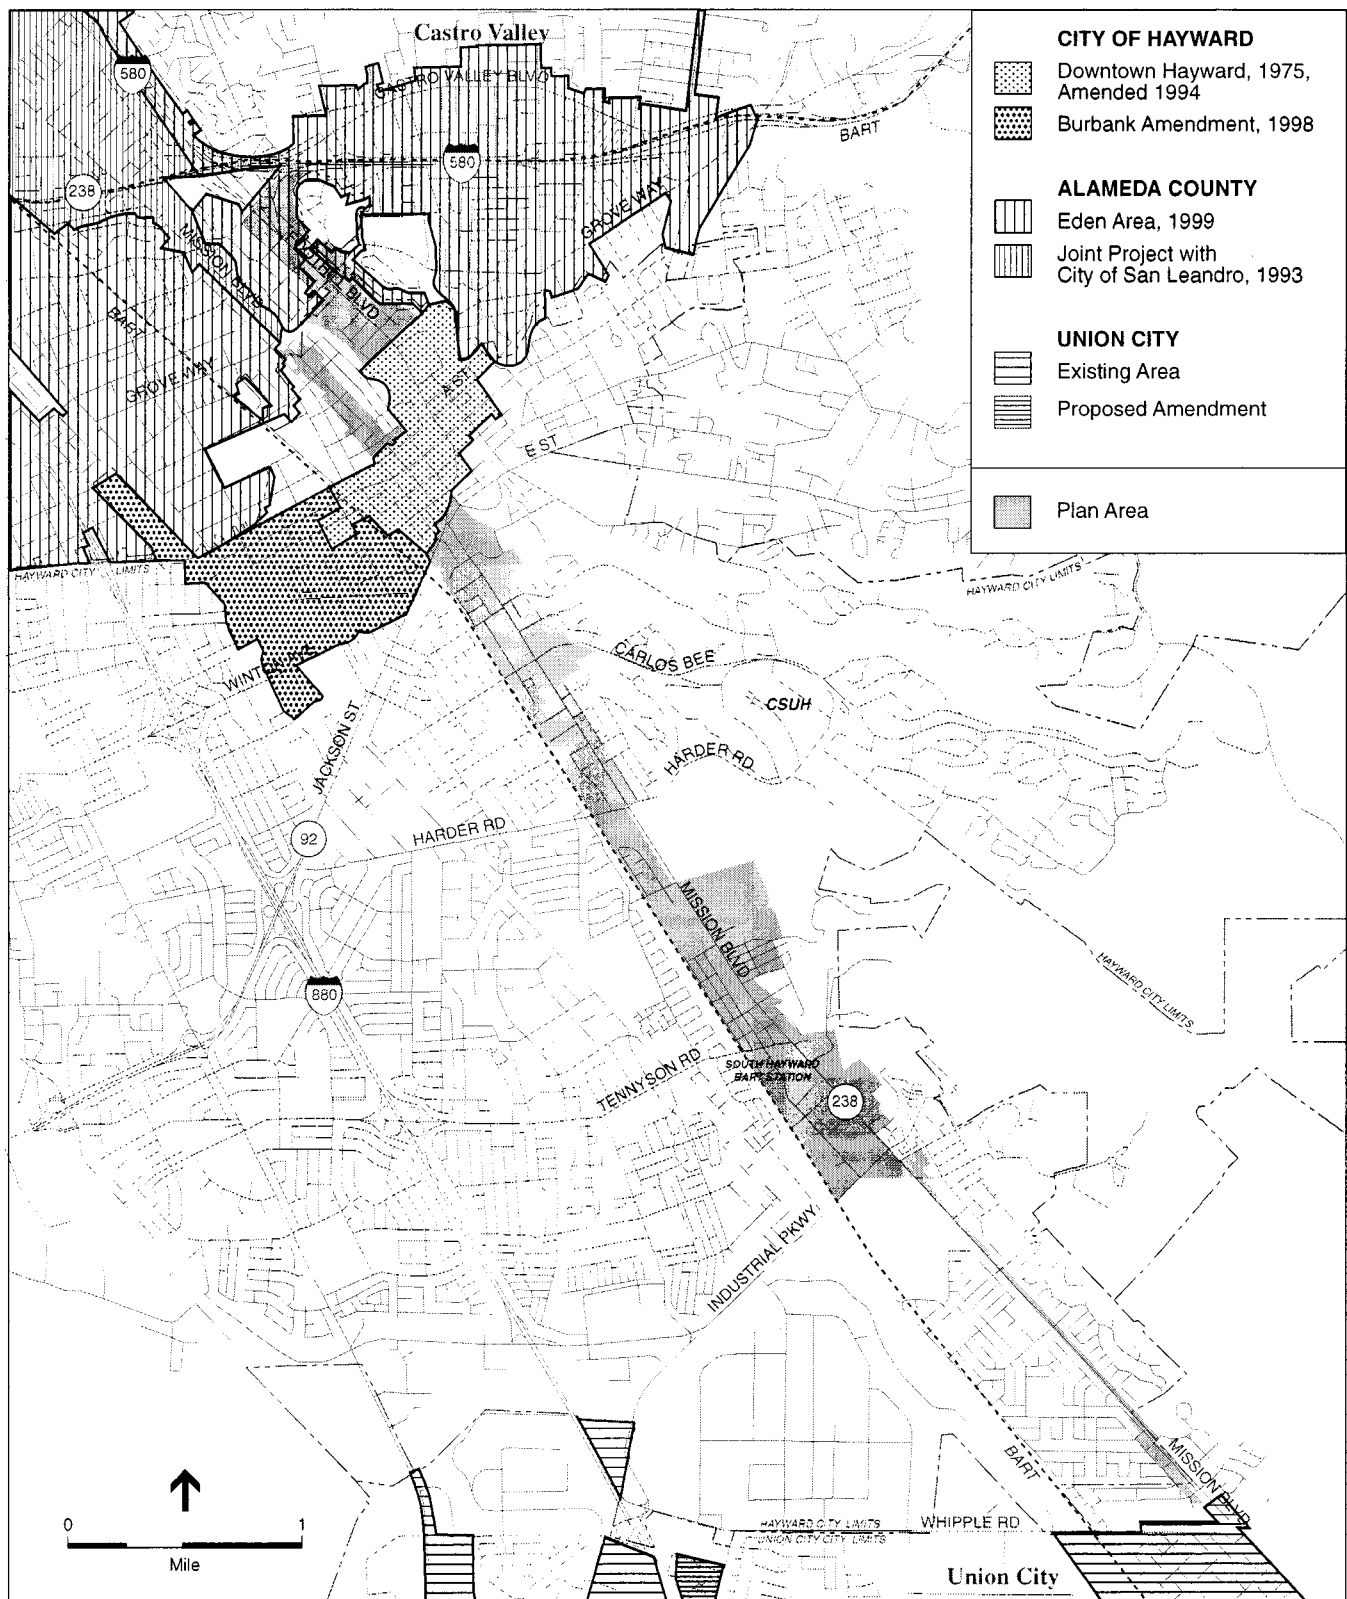 Castro Valley
CASTRO VALLEY BLVD
580
BART
238
580
GROVE WAY
MISSION BLVD
BLVD
BART
GROVE WAY
A ST
E ST
CITY OF HAYWARD
Downtown Hayward, 1975,
Amended 1994
Burbank Amendment, 1998
ALAMEDA COUNTY
Eden Area, 1999
Joint Project with
City of San Leandro, 1993
UNION CITY
Existing Area
Proposed Amendment
Plan Area
HAYWARD CITY LIMITS
HAYWARD CITY LIMITS
WINTON AVE
CARLOS BEE
CSUH
JACKSON ST
HARDER RD
HARDER RD
92
MISSION BLVD
880
HAYWARD CITY LIMITS
TENNYSON RD
SOUTH HAYWARD
BART STATION
238
INDUSTRIAL PKWY
BART
MISSION BLVD
0 1
Mile
HAYWARD CITY LIMITS
UNION CITY CITY LIMITS
WHIPPLE RD
Union City